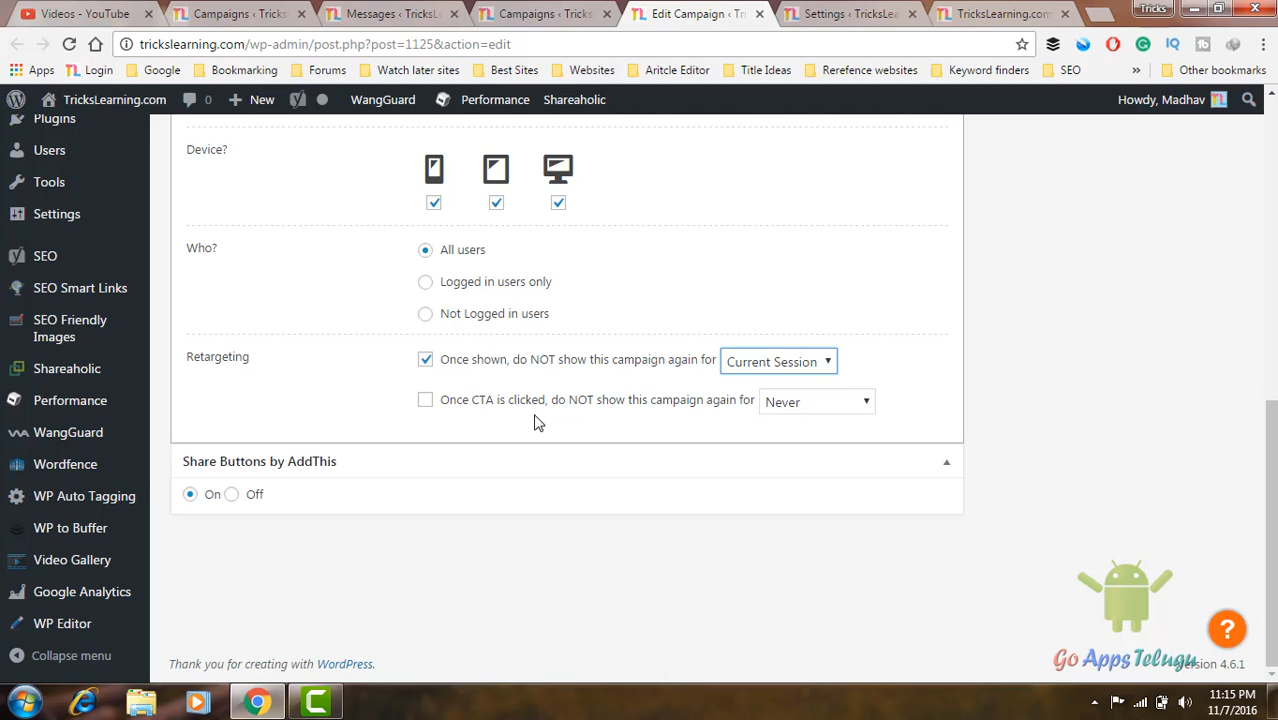 Videos - YouTube
Campaigns ‹ Tricks
Messages ‹ TricksL
Campaigns ‹ Tricks
Edit Campaign ‹ Tri
Settings ‹ TricksLea
TricksLearning.com
Tricks
trickslearning.com/wp-admin/post.php?post=1125&action=edit
Apps
Login
Google
Bookmarking
Forums
Watch later sites
Best Sites
Websites
Aritcle Editor
Title Ideas
Rerefence websites
Keyword finders
SEO
»
Other bookmarks
TricksLearning.com
0
+ New
WangGuard
Performance
Shareaholic
Howdy, Madhav
Plugins
Users
Tools
Settings
SEO
SEO Smart Links
SEO Friendly
Images
Shareaholic
Performance
WangGuard
Wordfence
WP Auto Tagging
WP to Buffer
Video Gallery
Google Analytics
WP Editor
Collapse menu
Device?
Who?
All users
Logged in users only
Not Logged in users
Retargeting
Once shown, do NOT show this campaign again for Current Session
Once CTA is clicked, do NOT show this campaign again for Never
Share Buttons by AddThis
On Off
?
Go Apps Telugu
Thank you for creating with WordPress.
Version 4.6.1
11:15 PM
11/7/2016